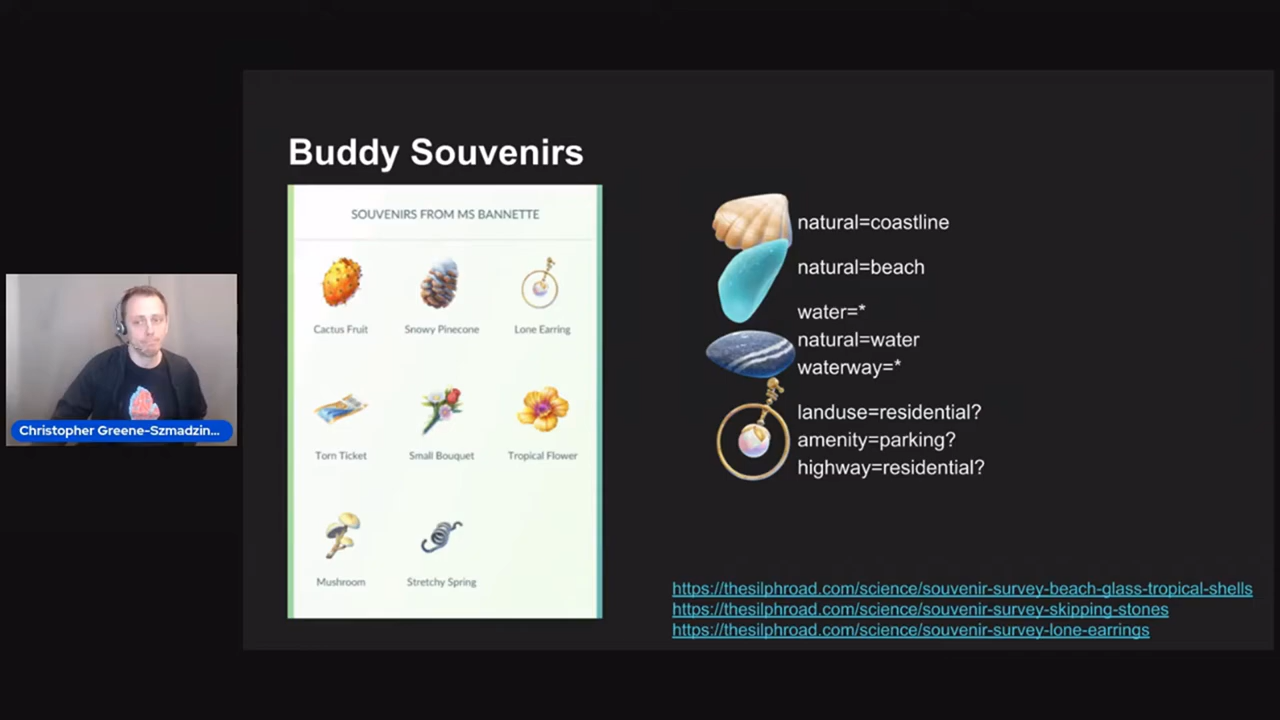 Buddy Souvenirs
SOUVENIRS FROM MS BANNETTE
Cactus Fruit
Snowy Pinecone
Lone Earring
Torn Ticket
Small Bouquet
Tropical Flower
Mushroom
Stretchy Spring
natural=coastline
natural=beach
water=*
natural=water
waterway=*
landuse=residential?
amenity=parking?
highway=residential?
https://thesilphroad.com/science/souvenir-survey-beach-glass-tropical-shells
https://thesilphroad.com/science/souvenir-survey-skipping-stones
https://thesilphroad.com/science/souvenir-survey-lone-earrings
Christopher Greene-Szmadzin...